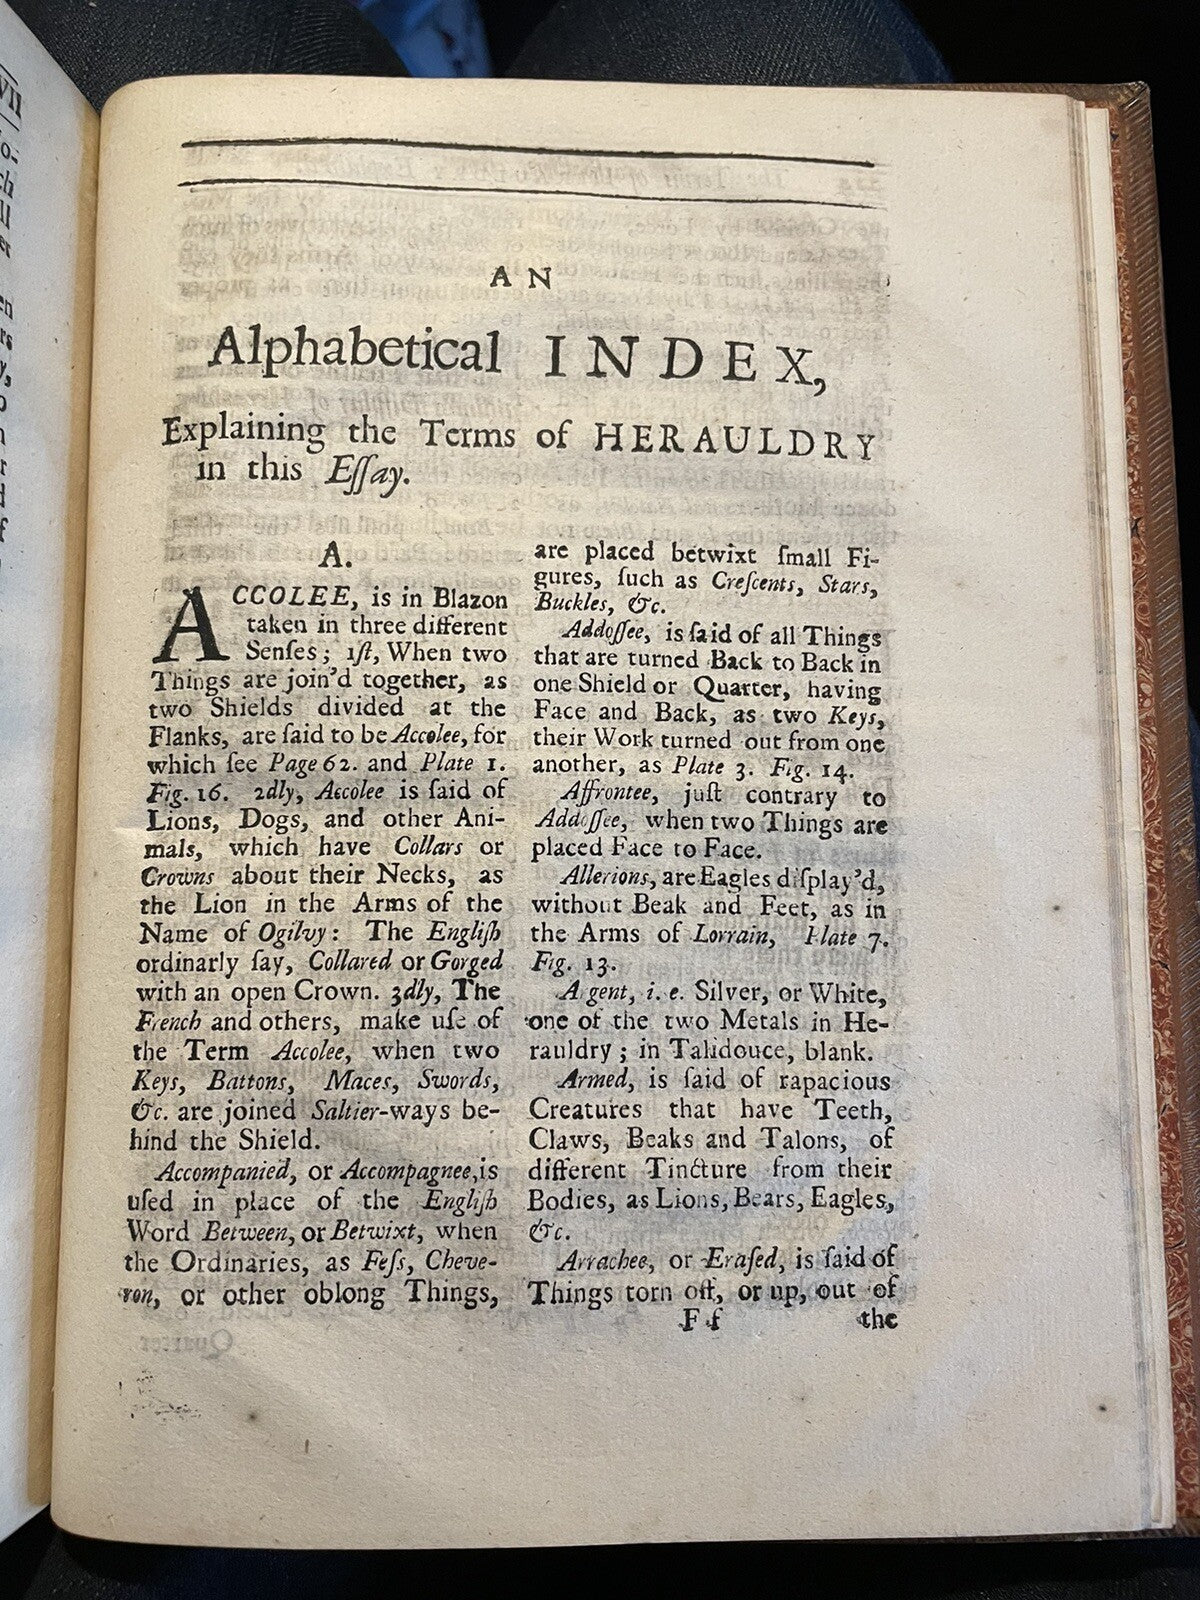 AN
Alphabetical INDEX,
Explaining the Terms of HERAULDRY
in this Eſſay.
A.
ACCOLEE, is in Blazon
taken in three different
Senſes; 1ſt, When two
Things are join'd together, as
two Shields divided at the
Flanks, are ſaid to be Accolee, for
which ſee Page 62. and Plate 1.
Fig. 16. 2dly, Accolee is ſaid of
Lions, Dogs, and other Ani-
mals, which have Collars or
Crowns about their Necks, as
the Lion in the Arms of the
Name of Ogilvy: The Engliſh
ordinarly ſay, Collared or Gorged
with an open Crown. 3dly, The
French and others, make uſe of
the Term Accolee, when two
Keys, Battons, Maces, Swords,
&c. are joined Saltier-ways be-
hind the Shield.
Accompanied, or Accompagnee, is
uſed in place of the Engliſh
Word Between, or Betwixt, when
the Ordinaries, as Feſs, Cheve-
ron, or other oblong Things,
are placed betwixt ſmall Fi-
gures, ſuch as Creſcents, Stars,
Buckles, &c.
Addoſſee, is ſaid of all Things
that are turned Back to Back in
one Shield or Quarter, having
Face and Back, as two Keys,
their Work turned out from one
another, as Plate 3. Fig. 14.
Affrontee, juſt contrary to
Addoſſee, when two Things are
placed Face to Face.
Allerions, are Eagles diſplay'd,
without Beak and Feet, as in
the Arms of Lorrain, Plate 7.
Fig. 13.
A gent, i. e. Silver, or White,
one of the two Metals in He-
rauldry; in Talidouce, blank.
Armed, is ſaid of rapacious
Creatures that have Teeth,
Claws, Beaks and Talons, of
different Tincture from their
Bodies, as Lions, Bears, Eagles,
&c.
Arrachee, or Eraſed, is ſaid of
Things torn off, or up, out of
F f the